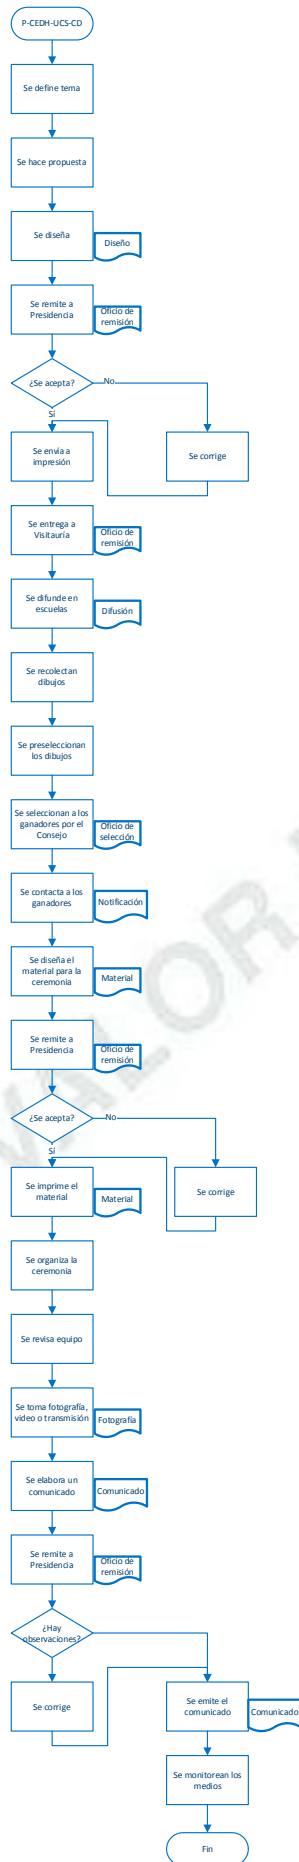 P-CEDH-UCS-CD
Se define tema
Se hace propuesta
Se diseña
Diseño
Se remite a
Presidencia
Oficio de
remisión
¿Se acepta?
No
Sí
Se envía a
impresión
Se corrige
Se entrega a
Visitauría
Oficio de
remisión
Se difunde en
escuelas
Difusión
Se recolectan
dibujos
Se preseleccionan
los dibujos
Se seleccionan a los
ganadores por el
Consejo
Oficio de
selección
Se contacta a los
ganadores
Notificación
Se diseña el
material para la
ceremonia
Material
Se remite a
Presidencia
Oficio de
remisión
¿Se acepta?
No
Sí
Se imprime el
material
Material
Se corrige
Se organiza la
ceremonia
Se revisa equipo
Se toma fotografía,
video o transmisión
Fotografía
Se elabora un
comunicado
Comunicado
Se remite a
Presidencia
Oficio de
remisión
¿Hay
observaciones?
Se corrige
Se emite el
comunicado
Comunicado
Se monitorean los
medios
Fin
VALOR